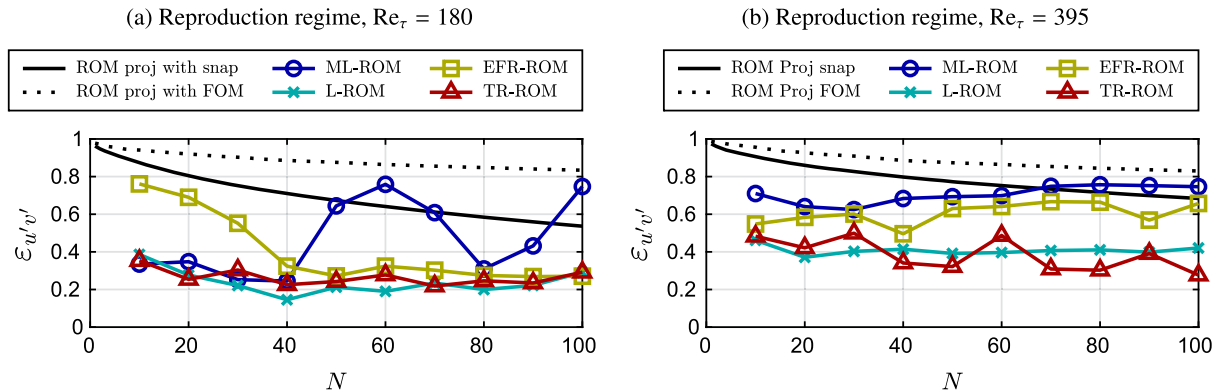 (a) Reproduction regime, Re_τ = 180
ROM proj with snap ML-ROM EFR-ROM
ROM proj with FOM L-ROM TR-ROM
1
0.8
0.6
0.4
0.2
0
ε_{u′v′}
0 20 40 60 80 100
N
(b) Reproduction regime, Re_τ = 395
ROM Proj snap ML-ROM EFR-ROM
ROM Proj FOM L-ROM TR-ROM
1
0.8
0.6
0.4
0.2
0
ε_{u′v′}
0 20 40 60 80 100
N